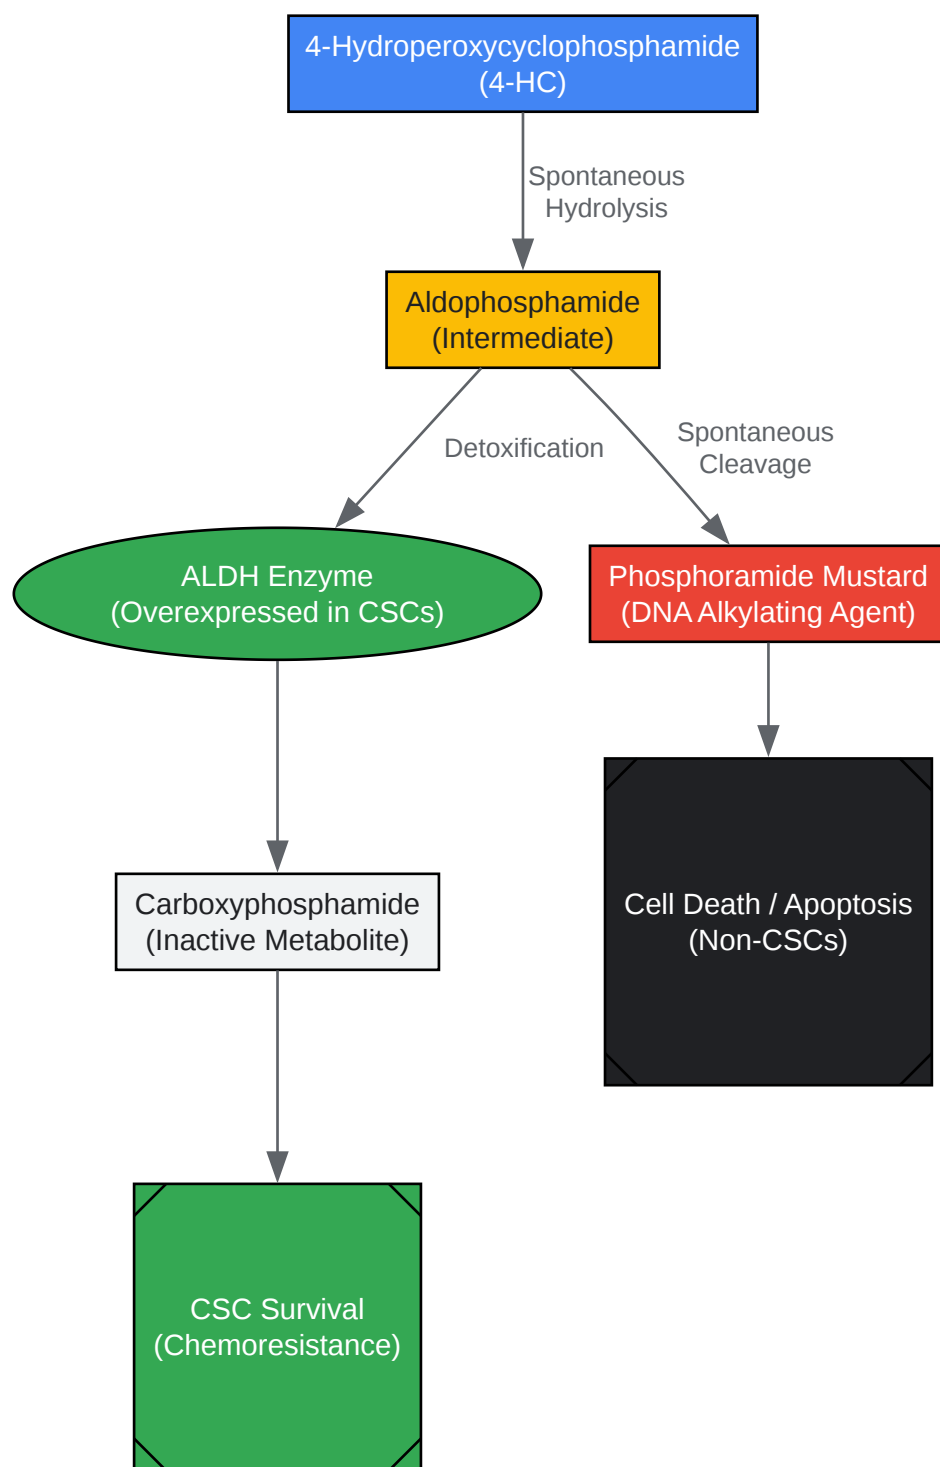 4-Hydroperoxycyclophosphamide
(4-HC)
Spontaneous
Hydrolysis
Aldophosphamide
(Intermediate)
Detoxification
Spontaneous
Cleavage
ALDH Enzyme
(Overexpressed in CSCs)
Phosphoramide Mustard
(DNA Alkylating Agent)
Carboxyphosphamide
(Inactive Metabolite)
Cell Death / Apoptosis
(Non-CSCs)
CSC Survival
(Chemoresistance)